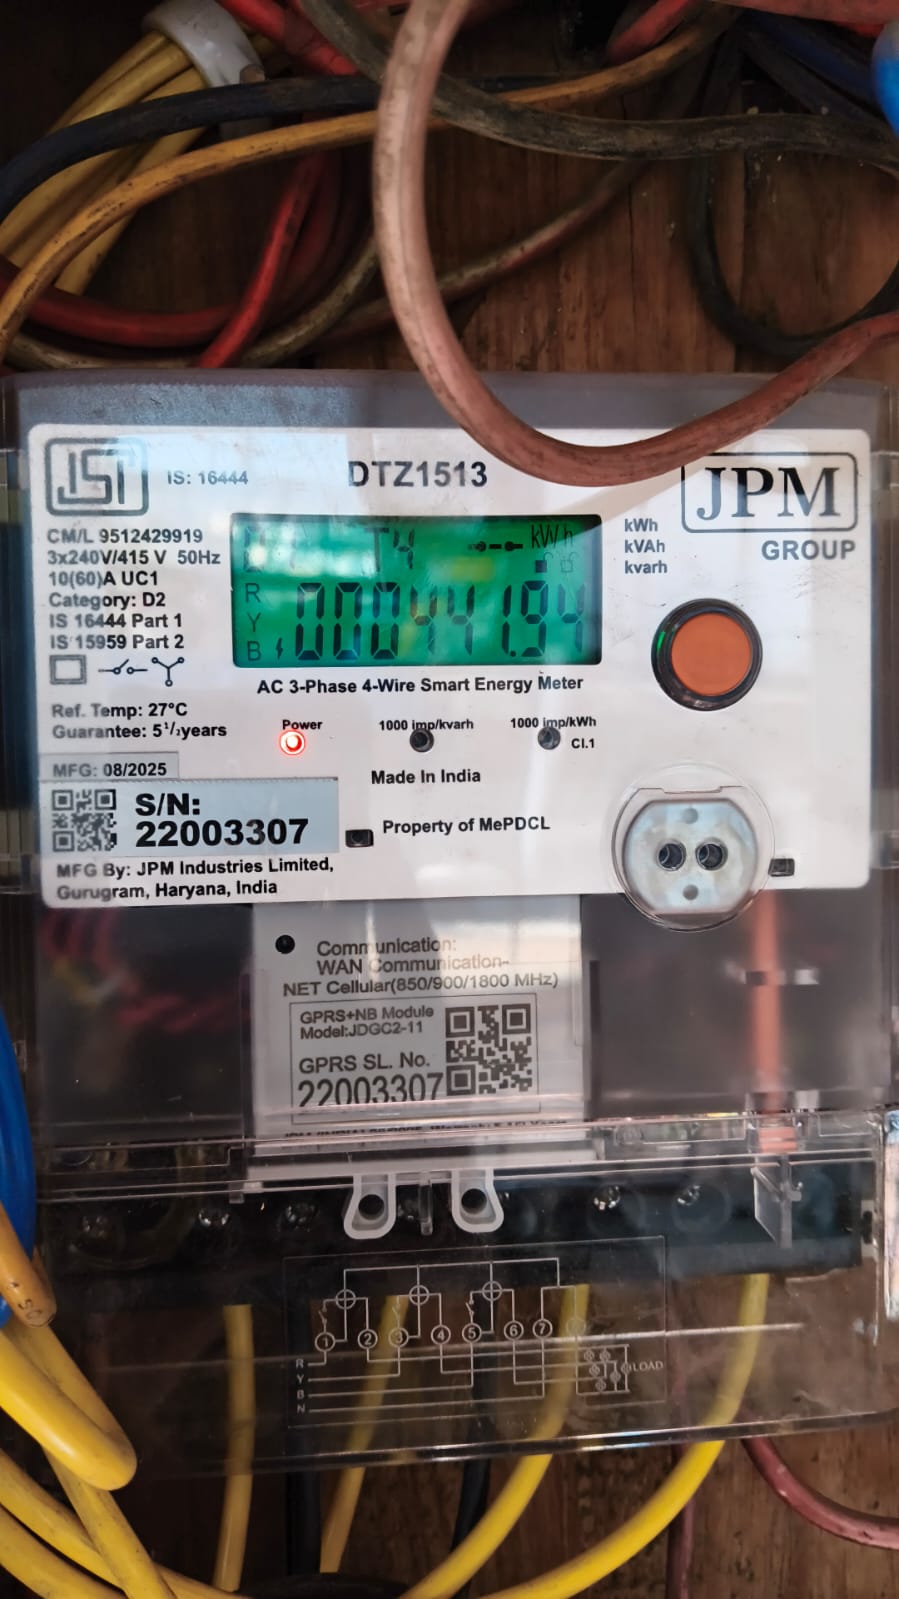 ISI
IS: 16444
DTZ1513
JPM
GROUP
CM/L 9512429919
3x240V/415 V 50Hz
10(60)A UC1
Category: D2
IS 16444 Part 1
IS 15959 Part 2
T4
kWh
R
Y
B
000441.94
kWh
kVAh
kvarh
AC 3-Phase 4-Wire Smart Energy Meter
Ref. Temp: 27°C
Guarantee: 5 1/2years
Power
1000 imp/kvarh
1000 imp/kWh
Cl.1
MFG: 08/2025
Made In India
S/N:
22003307
Property of MePDCL
MFG By: JPM Industries Limited,
Gurugram, Haryana, India
Communication:
WAN Communication-
NET Cellular(850/900/1800 MHz)
GPRS+NB Module
Model:JDGC2-11
GPRS SL. No.
22003307
1 2 3 4 5 6 7
R
Y
B
N
LOAD